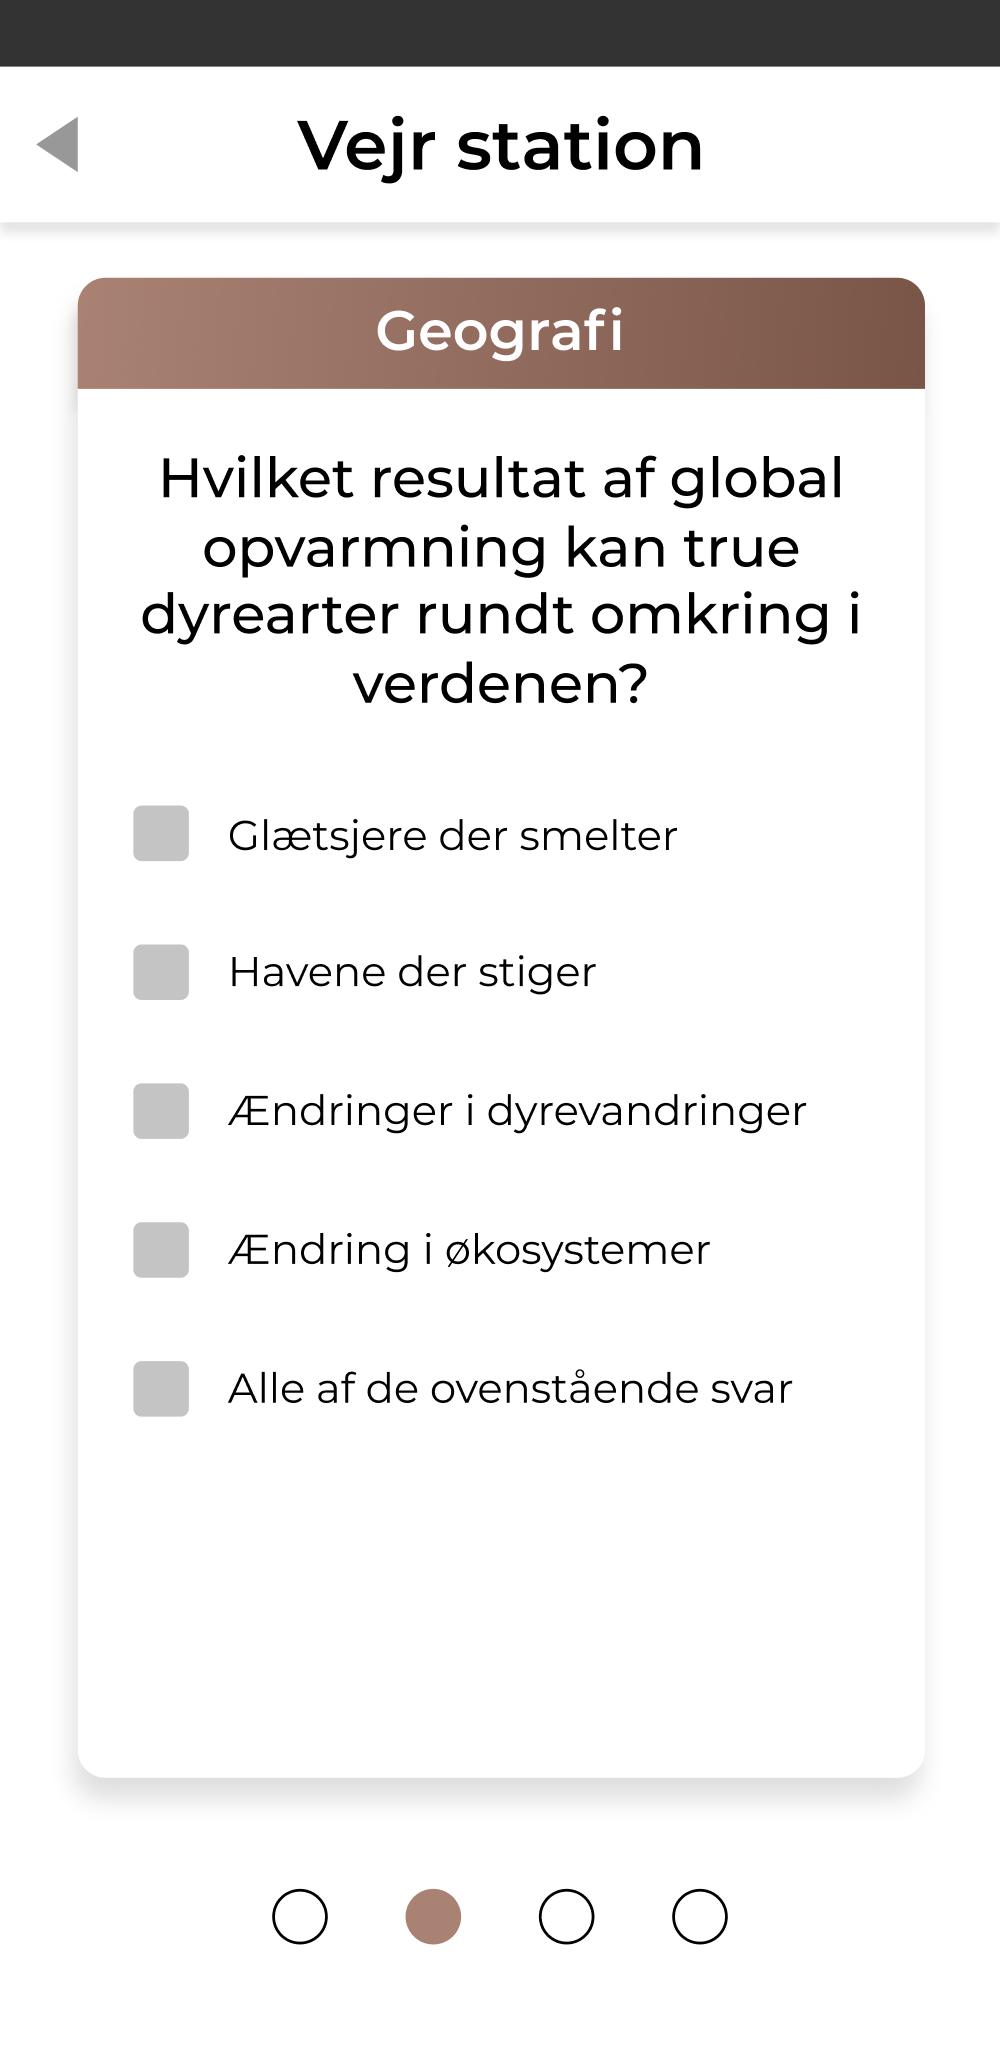 Vejr station
Geografi
Hvilket resultat af global
opvarmning kan true
dyrearter rundt omkring i
verdenen?
Glætsjere der smelter
Havene der stiger
Ændringer i dyrevandringer
Ændring i økosystemer
Alle af de ovenstående svar